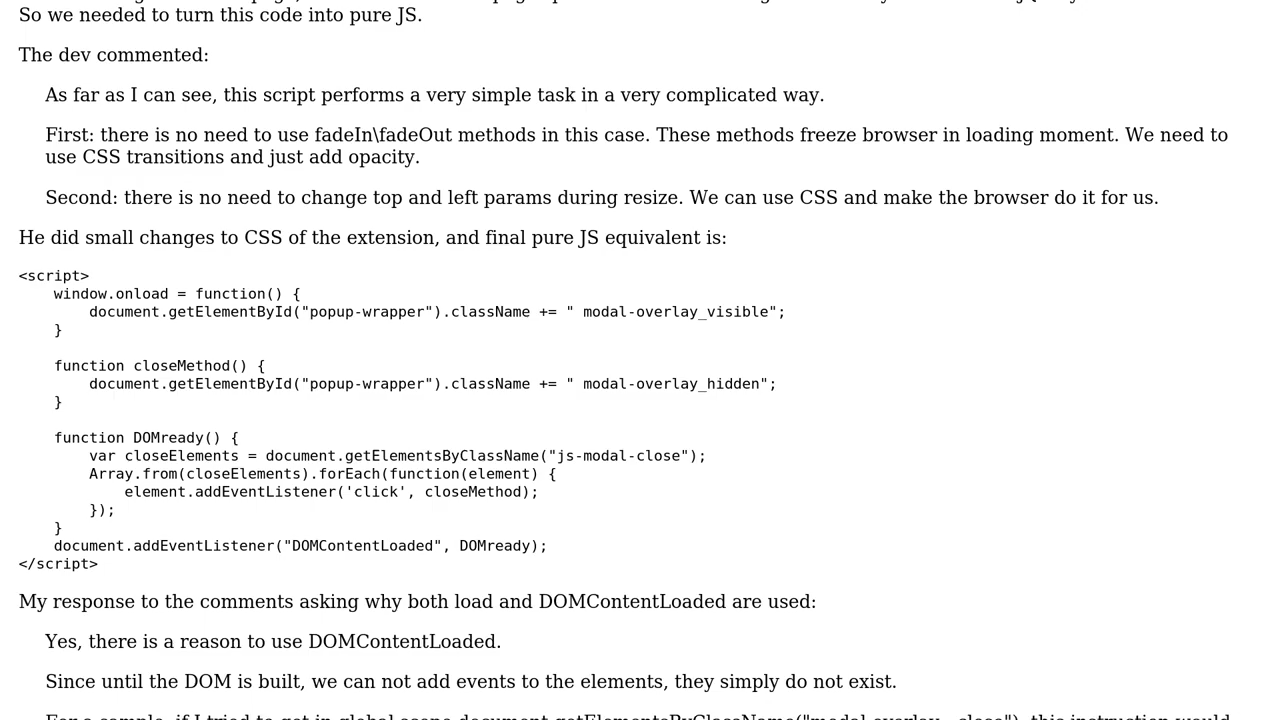 So we needed to turn this code into pure JS.
The dev commented:
As far as I can see, this script performs a very simple task in a very complicated way.
First: there is no need to use fadeIn\fadeOut methods in this case. These methods freeze browser in loading moment. We need to
use CSS transitions and just add opacity.
Second: there is no need to change top and left params during resize. We can use CSS and make the browser do it for us.
He did small changes to CSS of the extension, and final pure JS equivalent is:
<script>
    window.onload = function() {
        document.getElementById("popup-wrapper").className += " modal-overlay_visible";
    }
    function closeMethod() {
        document.getElementById("popup-wrapper").className += " modal-overlay_hidden";
    }
    function DOMready() {
        var closeElements = document.getElementsByClassName("js-modal-close");
        Array.from(closeElements).forEach(function(element) {
            element.addEventListener('click', closeMethod);
        });
    }
    document.addEventListener("DOMContentLoaded", DOMready);
</script>
My response to the comments asking why both load and DOMContentLoaded are used:
Yes, there is a reason to use DOMContentLoaded.
Since until the DOM is built, we can not add events to the elements, they simply do not exist.